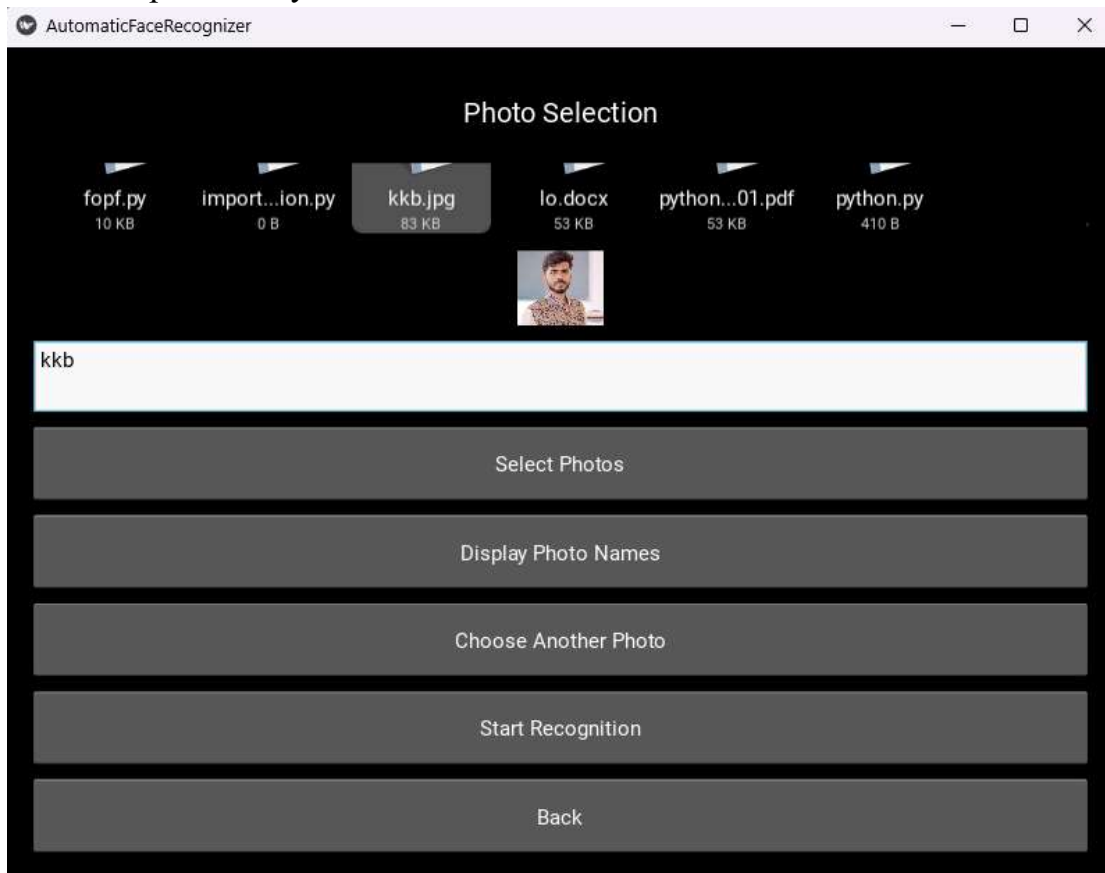 AutomaticFaceRecognizer
Photo Selection
fopf.py import...ion.py kkb.jpg lo.docx python...01.pdf python.py
10 KB 0 B 83 KB 53 KB 53 KB 410 B
kkb
Select Photos
Display Photo Names
Choose Another Photo
Start Recognition
Back